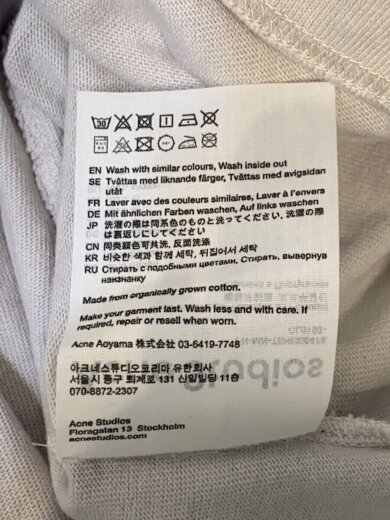 30
EN Wash with similar colours, Wash inside out
SE Tvättas med liknande färger, Tvättas med avigsidan
utåt
FR Laver avec des couleurs similaires, Laver à l'envers
DE Mit ähnlichen Farben waschen, Auf links waschen
JP 洗濯の際は同系色のものと洗ってください, 洗濯の際
は裏返しにしてください
CN 同类颜色可共洗, 反面洗涤
KR 비슷한 색과 함께 세탁, 뒤집어서 세탁
RU Стирать с подобными цветами, Стирать, вывернув
наизнанку
Made from organically grown cotton.
Make your garment last. Wash less and with care. If
required, repair or resell when worn.
Acne Aoyama 株式会社 03-6419-7748
아크네스튜디오코리아 유한회사
서울시 중구 퇴계로 131 신일빌딩 11층
070-8872-2307
Acne Studios
Floragatan 13 Stockholm
acnestudios.com